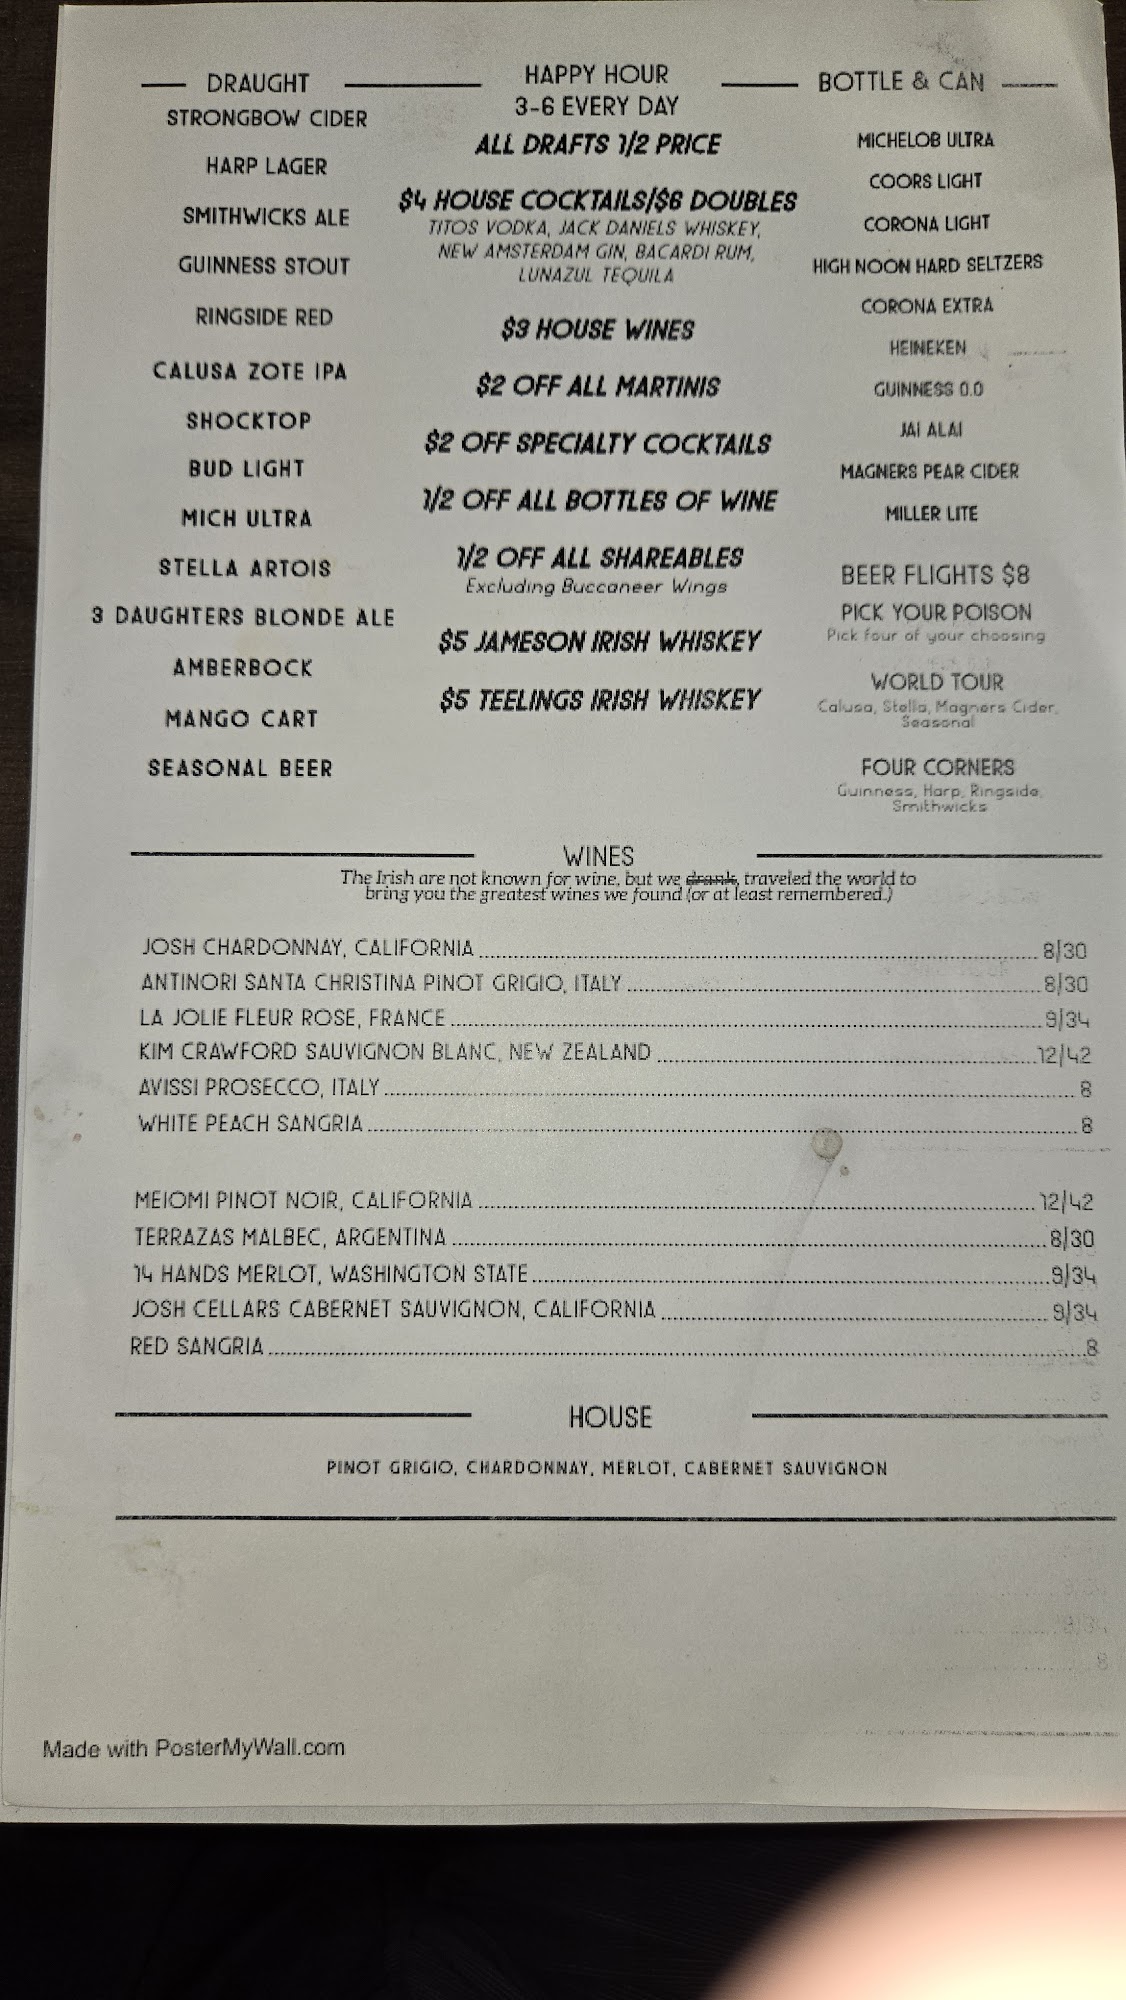 DRAUGHT
STRONGBOW CIDER
HARP LAGER
SMITHWICKS ALE
GUINNESS STOUT
RINGSIDE RED
CALUSA ZOTE IPA
SHOCKTOP
BUD LIGHT
MICH ULTRA
STELLA ARTOIS
3 DAUGHTERS BLONDE ALE
AMBERBOCK
MANGO CART
SEASONAL BEER
HAPPY HOUR
3-6 EVERY DAY
ALL DRAFTS 1/2 PRICE
$4 HOUSE COCKTAILS/$6 DOUBLES
TITOS VODKA, JACK DANIELS WHISKEY,
NEW AMSTERDAM GIN, BACARDI RUM,
LUNAZUL TEQUILA
$3 HOUSE WINES
$2 OFF ALL MARTINIS
$2 OFF SPECIALTY COCKTAILS
1/2 OFF ALL BOTTLES OF WINE
1/2 OFF ALL SHAREABLES
Excluding Buccaneer Wings
$5 JAMESON IRISH WHISKEY
$5 TEELINGS IRISH WHISKEY
BOTTLE & CAN
MICHELOB ULTRA
COORS LIGHT
CORONA LIGHT
HIGH NOON HARD SELTZERS
CORONA EXTRA
HEINEKEN
GUINNESS 0.0
JAI ALAI
MAGNERS PEAR CIDER
MILLER LITE
BEER FLIGHTS $8
PICK YOUR POISON
Pick four of your choosing
WORLD TOUR
Calusa, Stella, Magners Cider,
Seasonal
FOUR CORNERS
Guinness, Harp, Ringside,
Smithwicks
WINES
The Irish are not known for wine, but we drank, traveled the world to
bring you the greatest wines we found (or at least remembered.)
JOSH CHARDONNAY, CALIFORNIA 8/30
ANTINORI SANTA CHRISTINA PINOT GRIGIO, ITALY 8/30
LA JOLIE FLEUR ROSE, FRANCE 9/34
KIM CRAWFORD SAUVIGNON BLANC, NEW ZEALAND 12/42
AVISSI PROSECCO, ITALY 8
WHITE PEACH SANGRIA 8
MEIOMI PINOT NOIR, CALIFORNIA 12/42
TERRAZAS MALBEC, ARGENTINA 8/30
14 HANDS MERLOT, WASHINGTON STATE 9/34
JOSH CELLARS CABERNET SAUVIGNON, CALIFORNIA 9/34
RED SANGRIA 8
HOUSE
PINOT GRIGIO, CHARDONNAY, MERLOT, CABERNET SAUVIGNON
Made with PosterMyWall.com